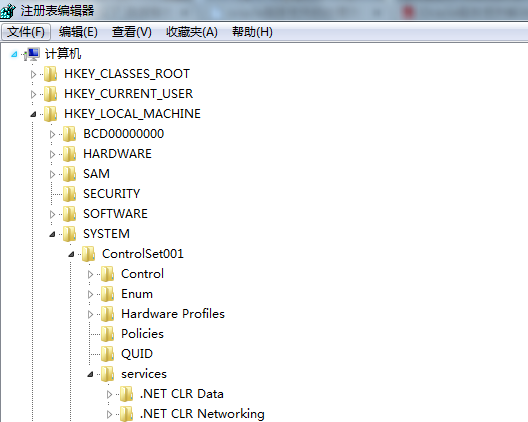 注册表编辑器
文件(F) 编辑(E) 查看(V) 收藏夹(A) 帮助(H)
计算机
HKEY_CLASSES_ROOT
HKEY_CURRENT_USER
HKEY_LOCAL_MACHINE
BCD00000000
HARDWARE
SAM
SECURITY
SOFTWARE
SYSTEM
ControlSet001
Control
Enum
Hardware Profiles
Policies
QUID
services
.NET CLR Data
.NET CLR Networking